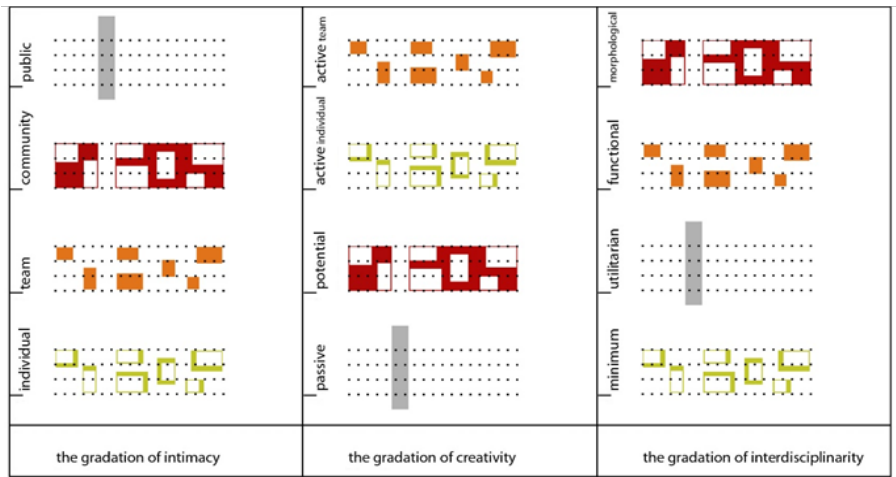 public
community
team
individual
the gradation of intimacy
active team
active individual
potential
passive
the gradation of creativity
morphological
functional
utilitarian
minimum
the gradation of interdisciplinarity